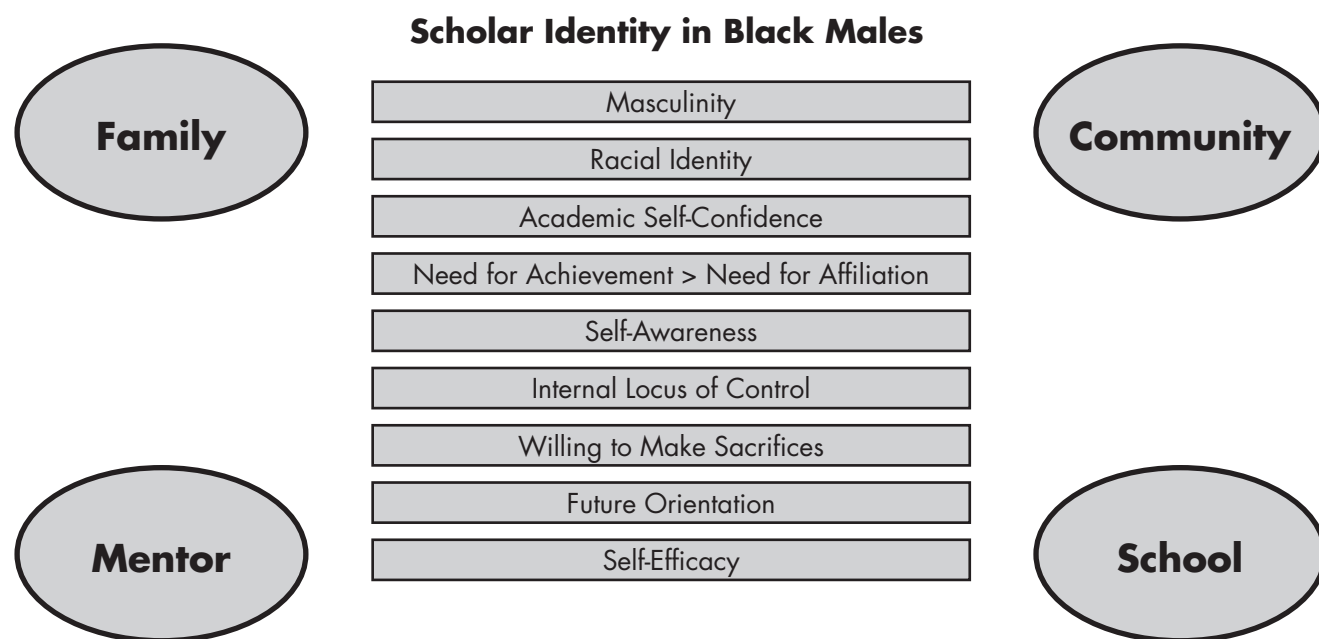 Scholar Identity in Black Males
Family
Community
Masculinity
Racial Identity
Academic Self-Confidence
Need for Achievement > Need for Affiliation
Self-Awareness
Internal Locus of Control
Willing to Make Sacrifices
Future Orientation
Self-Efficacy
Mentor
School